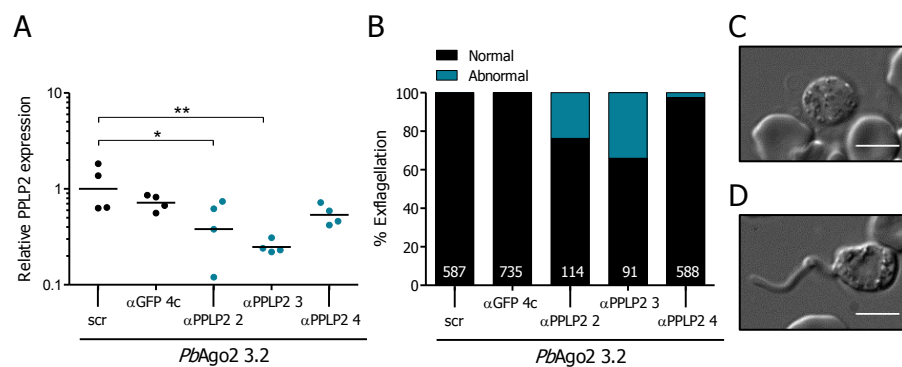 A
Relative PPLP2 expression
10
1
0.1
**
*
scr
αGFP 4c
αPPLP2 2
αPPLP2 3
αPPLP2 4
PbAgo2 3.2
B
Normal
Abnormal
% Exflagellation
100
80
60
40
20
0
587
735
114
91
588
scr
αGFP 4c
αPPLP2 2
αPPLP2 3
αPPLP2 4
PbAgo2 3.2
C
D